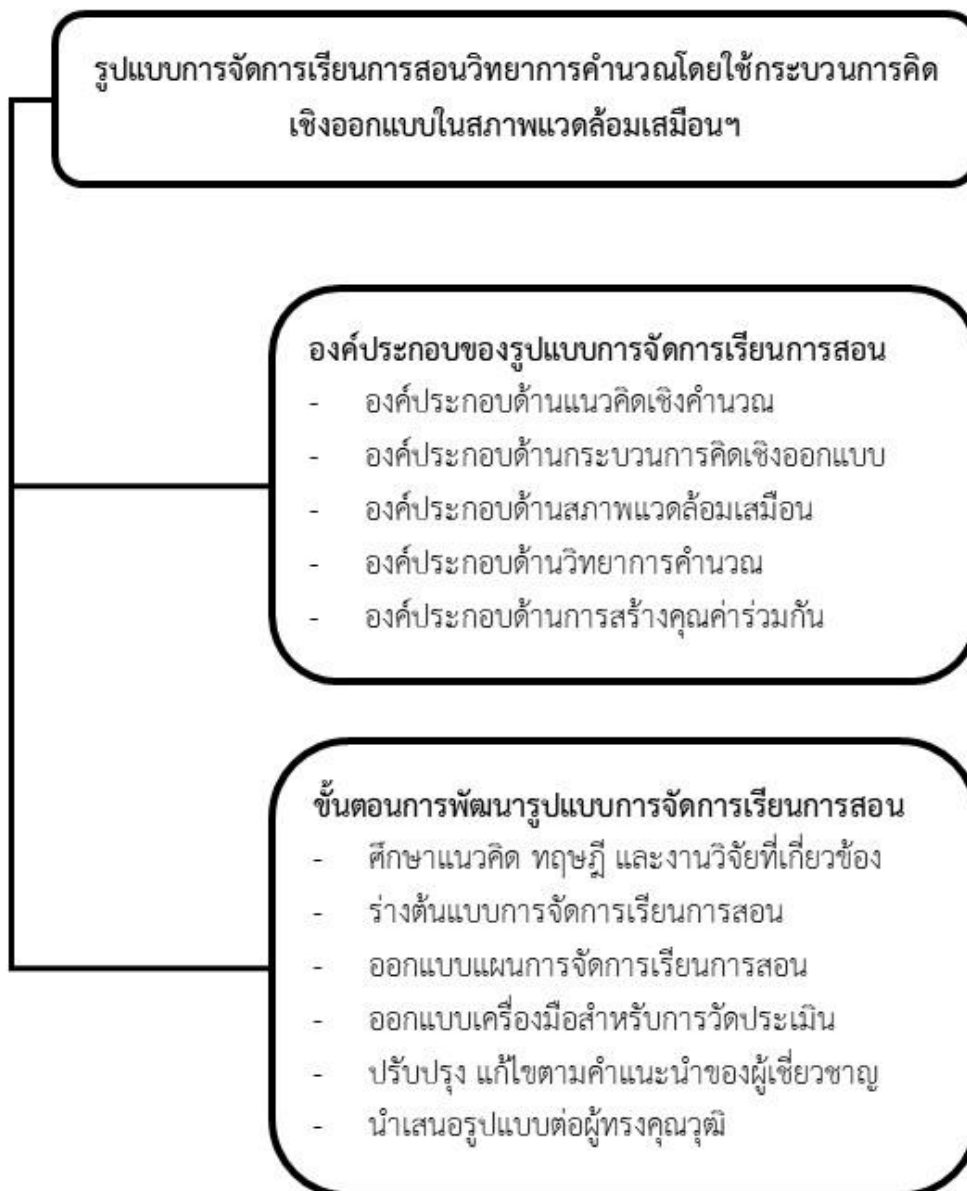 รูปแบบการจัดการเรียนการสอนวิทยาการคำนวณโดยใช้กระบวนการคิด
เชิงออกแบบในสภาพแวดล้อมเสมือนฯ
องค์ประกอบของรูปแบบการจัดการเรียนการสอน
- องค์ประกอบด้านแนวคิดเชิงคำนวณ
- องค์ประกอบด้านกระบวนการคิดเชิงออกแบบ
- องค์ประกอบด้านสภาพแวดล้อมเสมือน
- องค์ประกอบด้านวิทยาการคำนวณ
- องค์ประกอบด้านการสร้างคุณค่าร่วมกัน
ขั้นตอนการพัฒนารูปแบบการจัดการเรียนการสอน
- ศึกษาแนวคิด ทฤษฎี และงานวิจัยที่เกี่ยวข้อง
- ร่างต้นแบบการจัดการเรียนการสอน
- ออกแบบแผนการจัดการเรียนการสอน
- ออกแบบเครื่องมือสำหรับการวัดประเมิน
- ปรับปรุง แก้ไขตามคำแนะนำของผู้เชี่ยวชาญ
- นำเสนอรูปแบบต่อผู้ทรงคุณวุฒิ